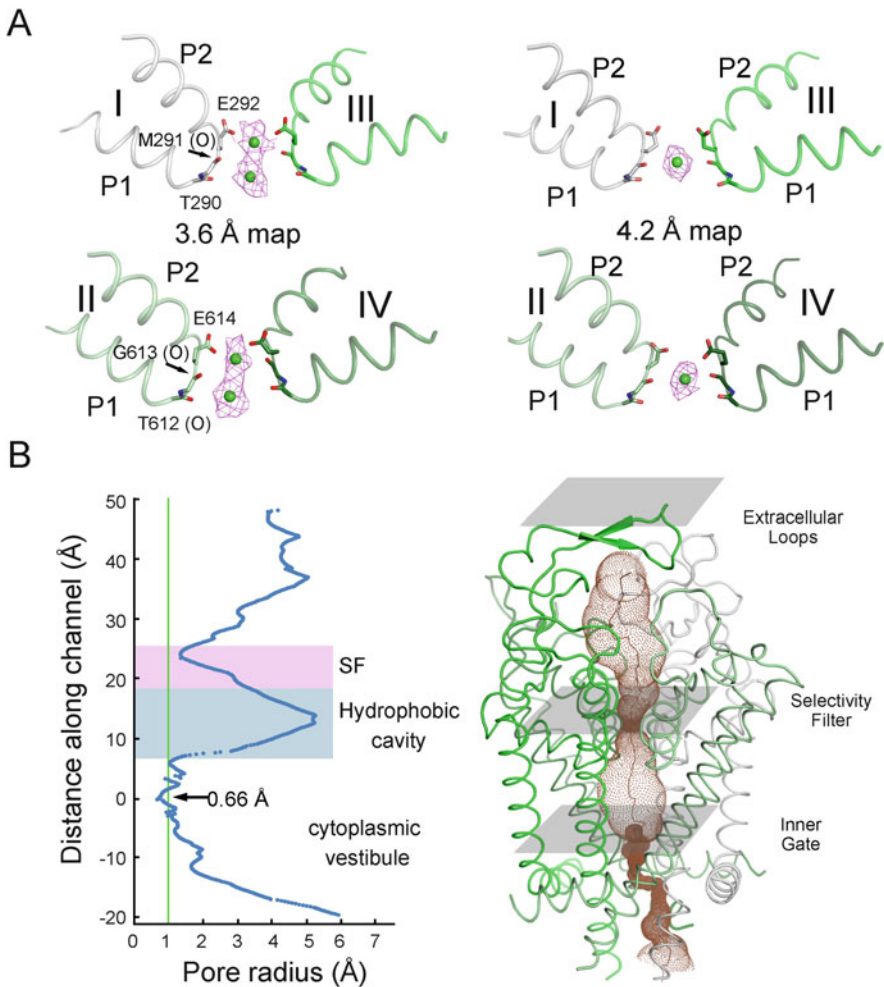 A
P2
I
E292
III
M291 (O)
P1
T290
3.6 Å map
P2
P2
I
III
P1
P1
4.2 Å map
P2
II
E614
IV
G613 (O)
P1
T612 (O)
P2
P2
II
IV
P1
P1
B
50
40
30
20
10
0
-10
-20
Distance along channel (Å)
SF
Hydrophobic
cavity
0.66 Å
cytoplasmic
vestibule
0 1 2 3 4 5 6 7
Pore radius (Å)
Extracellular
Loops
Selectivity
Filter
Inner
Gate